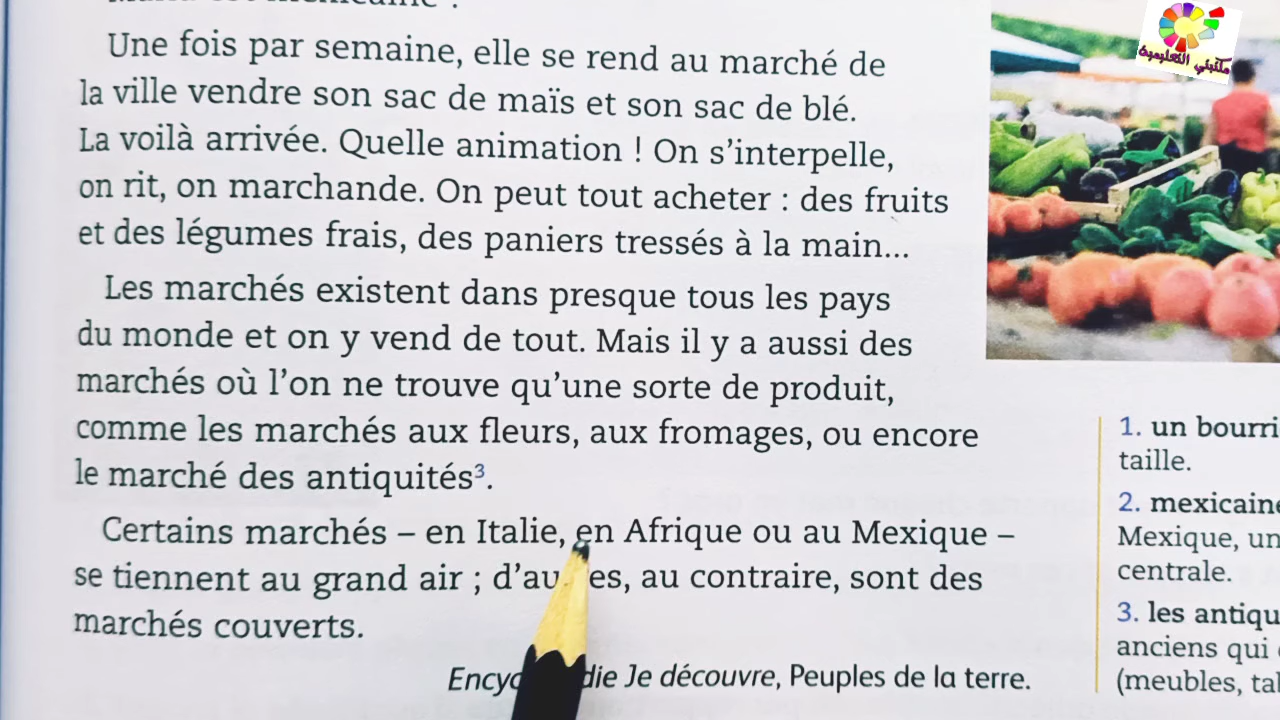 Une fois par semaine, elle se rend au marché de
la ville vendre son sac de maïs et son sac de blé.
La voilà arrivée. Quelle animation ! On s'interpelle,
on rit, on marchande. On peut tout acheter : des fruits
et des légumes frais, des paniers tressés à la main...
Les marchés existent dans presque tous les pays
du monde et on y vend de tout. Mais il y a aussi des
marchés où l'on ne trouve qu'une sorte de produit,
comme les marchés aux fleurs, aux fromages, ou encore
le marché des antiquités³.
Certains marchés – en Italie, en Afrique ou au Mexique –
se tiennent au grand air ; au contraire, sont des
marchés couverts.
Je découvre, Peuples de la terre.
مكتبتي التعليمية
1. un bourri
taille.
2. mexicaine
Mexique, un
centrale.
3. les antiqu
anciens qui
(meubles, tal